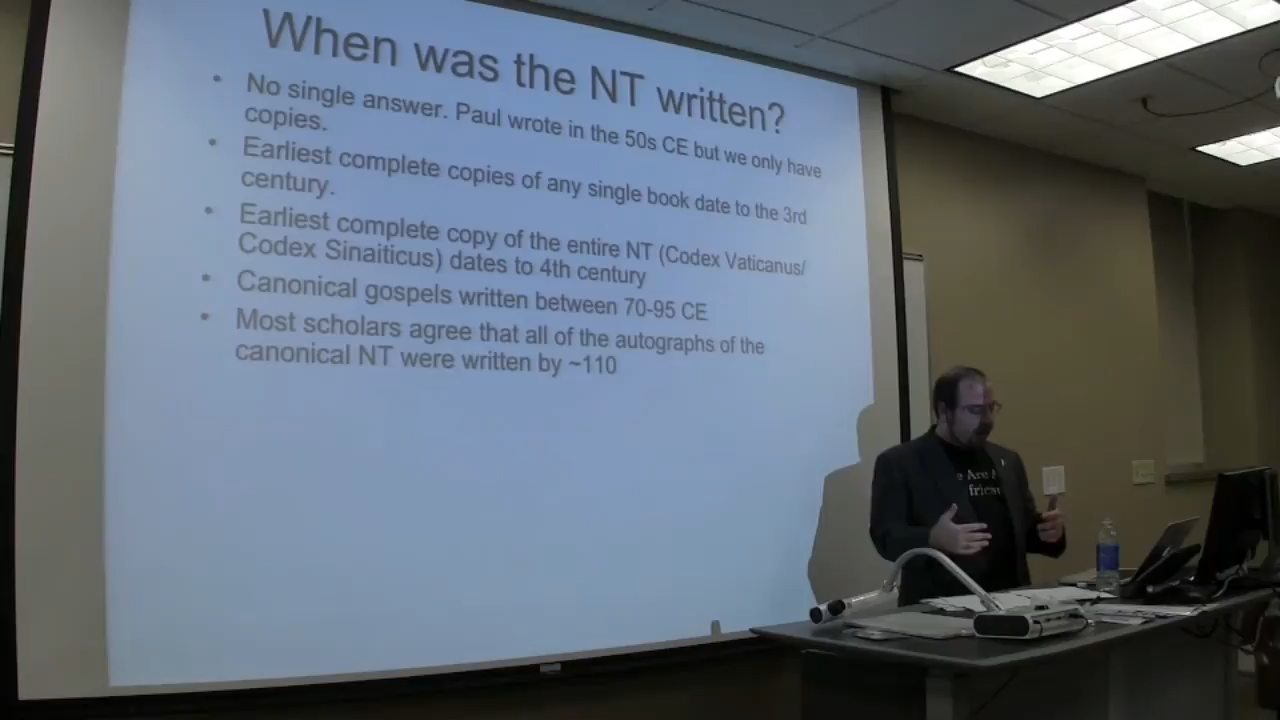 When was the NT written?
• No single answer. Paul wrote in the 50s CE but we only have
copies.
• Earliest complete copies of any single book date to the 3rd
century.
• Earliest complete copy of the entire NT (Codex Vaticanus/
Codex Sinaiticus) dates to 4th century
• Canonical gospels written between 70-95 CE
• Most scholars agree that all of the autographs of the
canonical NT were written by ~110
e Are A
frican